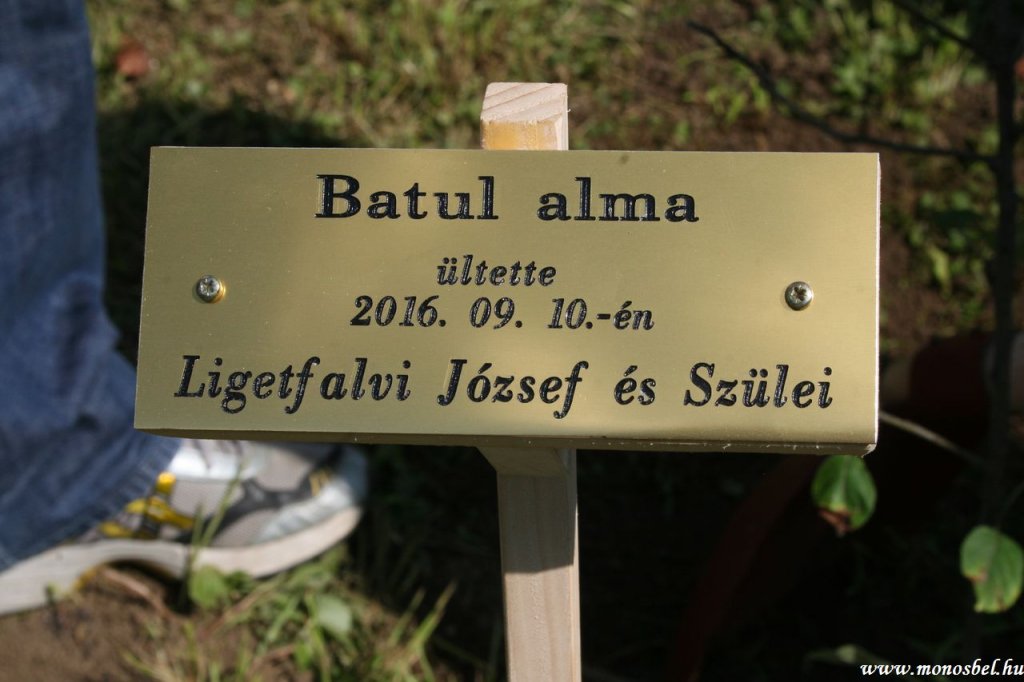 Batul alma
ültette
2016. 09. 10.-én
Ligetfalvi József és Szülei
www.monosbel.hu